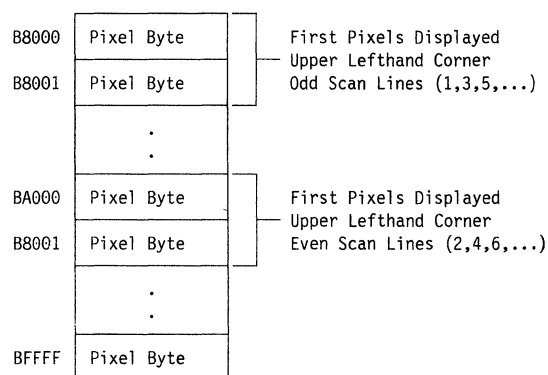 B8000 Pixel Byte First Pixels Displayed
Upper Lefthand Corner
B8001 Pixel Byte Odd Scan Lines (1,3,5,...)
.
.
BA000 Pixel Byte First Pixels Displayed
Upper Lefthand Corner
B8001 Pixel Byte Even Scan Lines (2,4,6,...)
.
.
BFFFF Pixel Byte